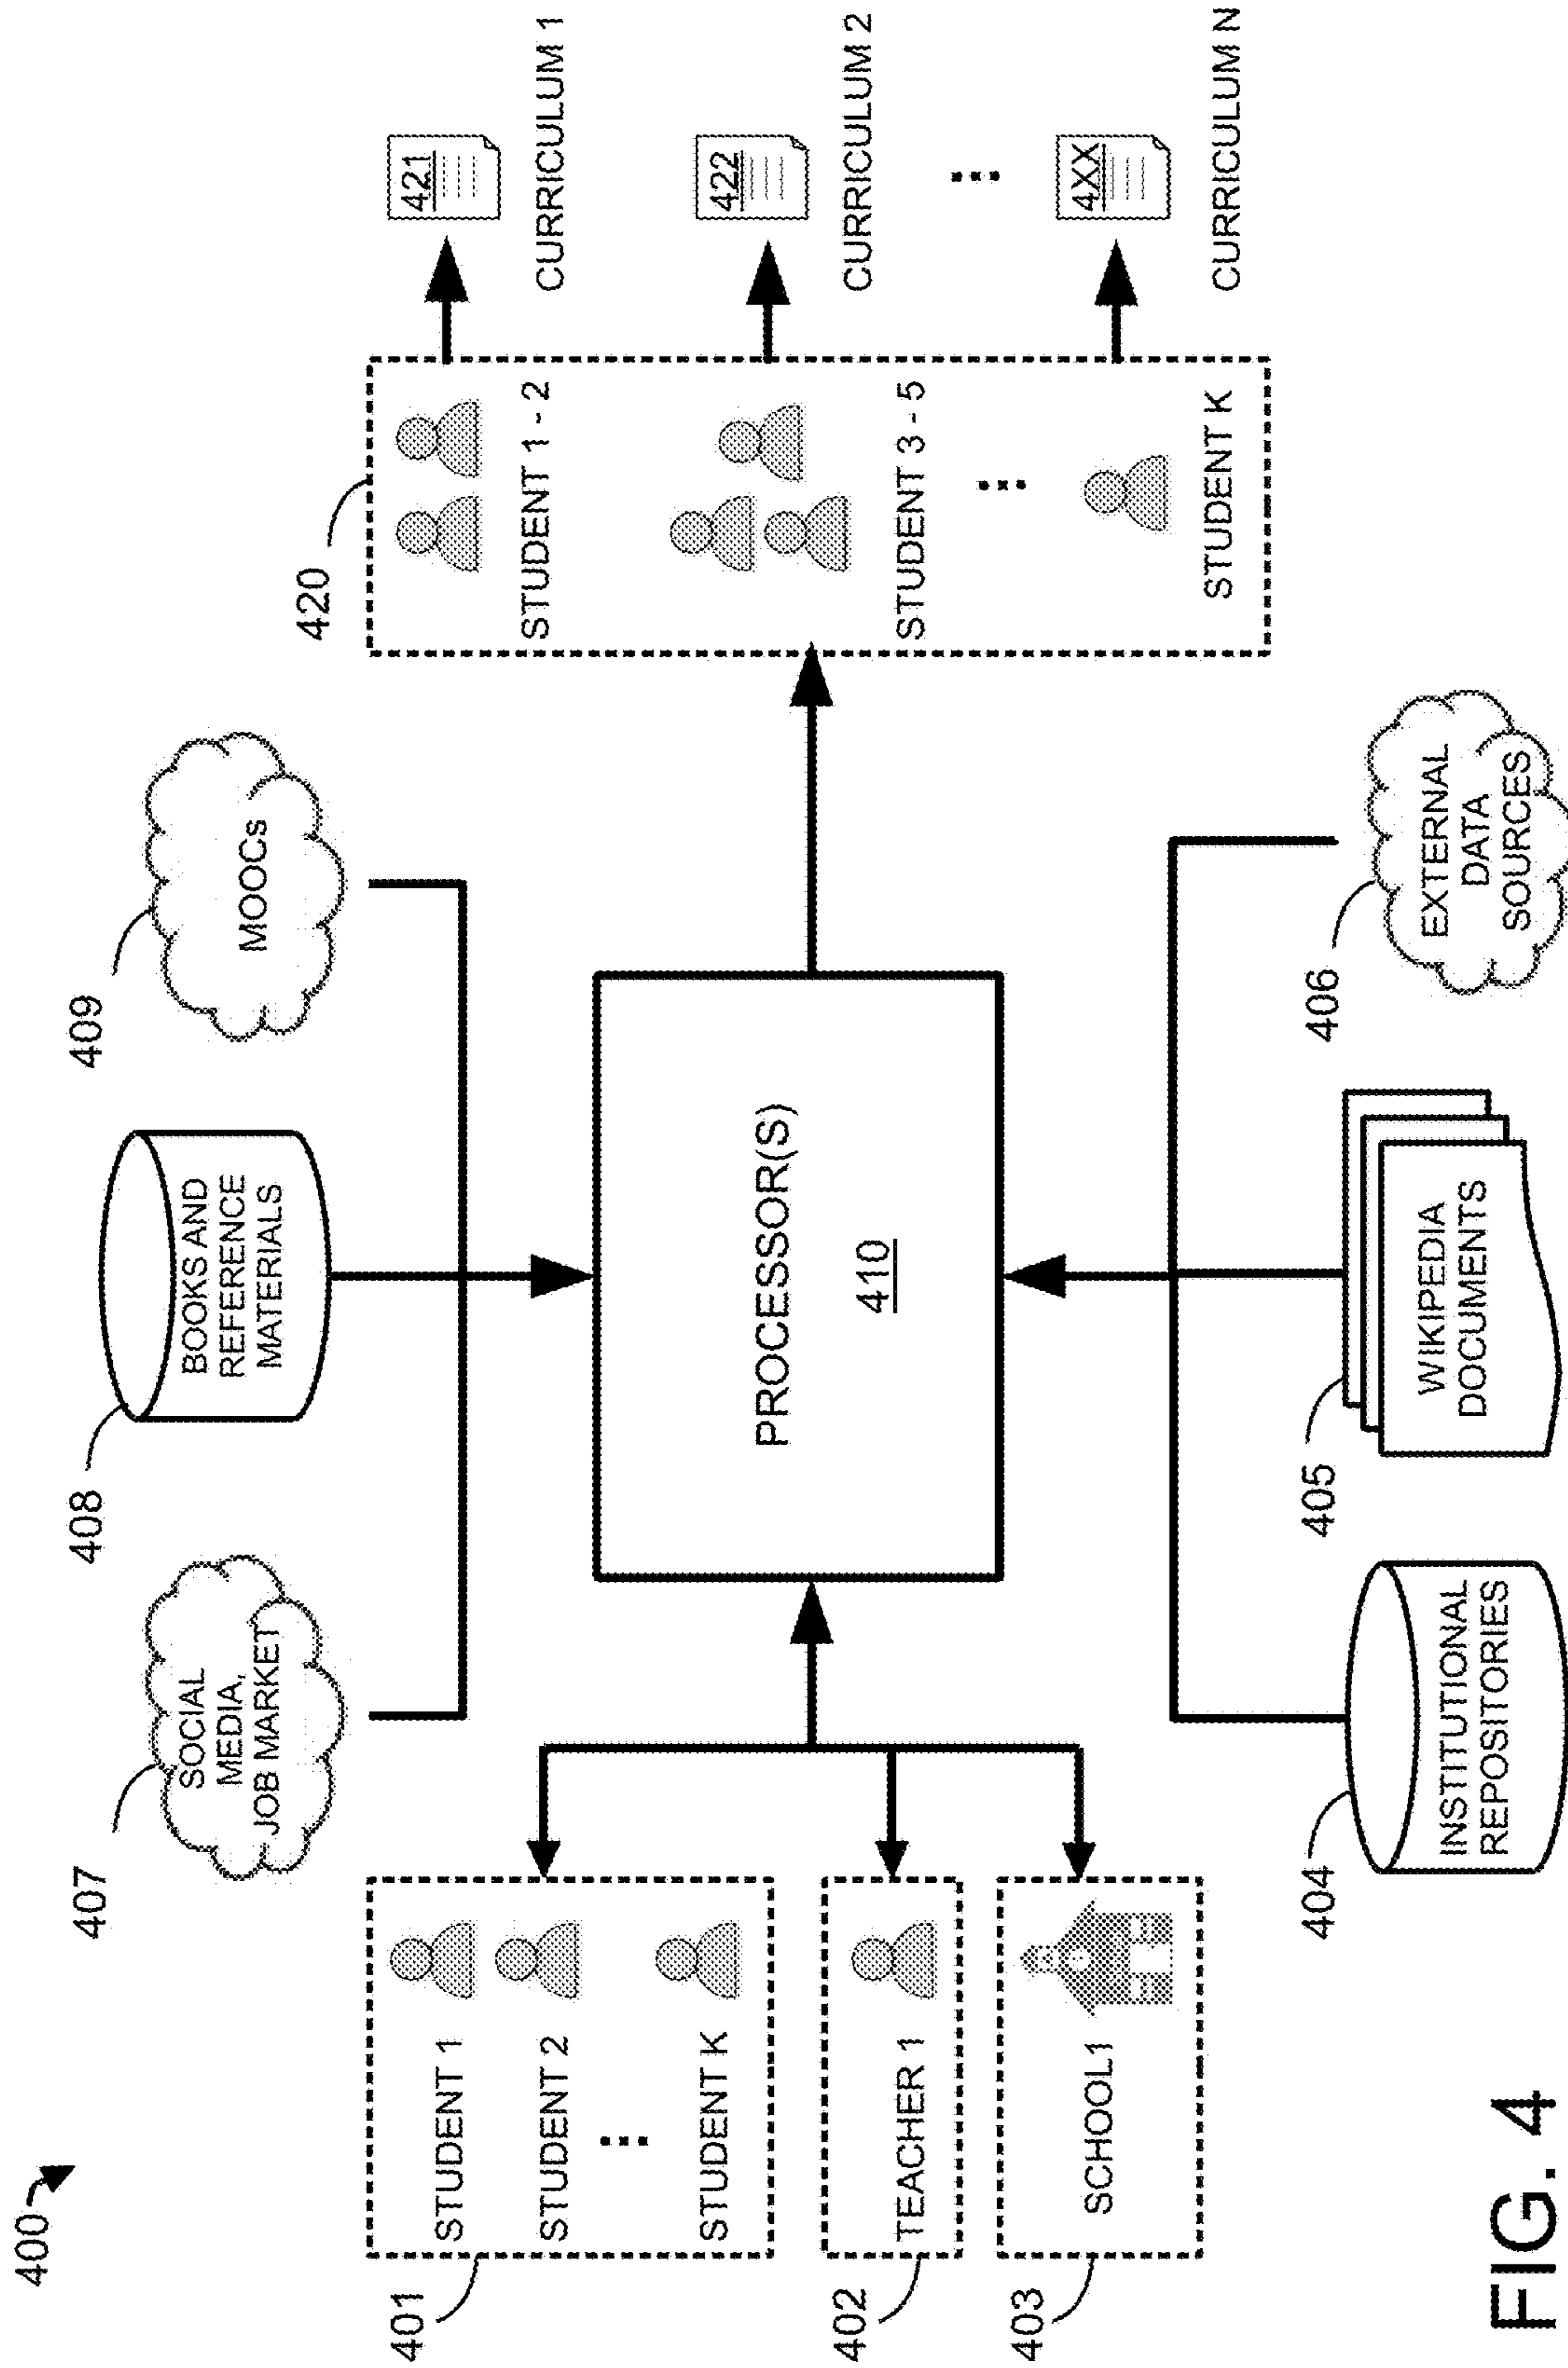 400
407
SOCIAL
MEDIA,
JOB MARKET
408
BOOKS AND
REFERENCE
MATERIALS
409
MOOCs
401
STUDENT 1
STUDENT 2
...
STUDENT K
402
TEACHER 1
403
SCHOOL1
PROCESSOR(S)
410
420
STUDENT 1 - 2
STUDENT 3 - 5
...
STUDENT K
421
CURRICULUM 1
422
CURRICULUM 2
...
4XX
CURRICULUM N
404
INSTITUTIONAL
REPOSITORIES
405
WIKIPEDIA
DOCUMENTS
406
EXTERNAL
DATA
SOURCES
FIG. 4